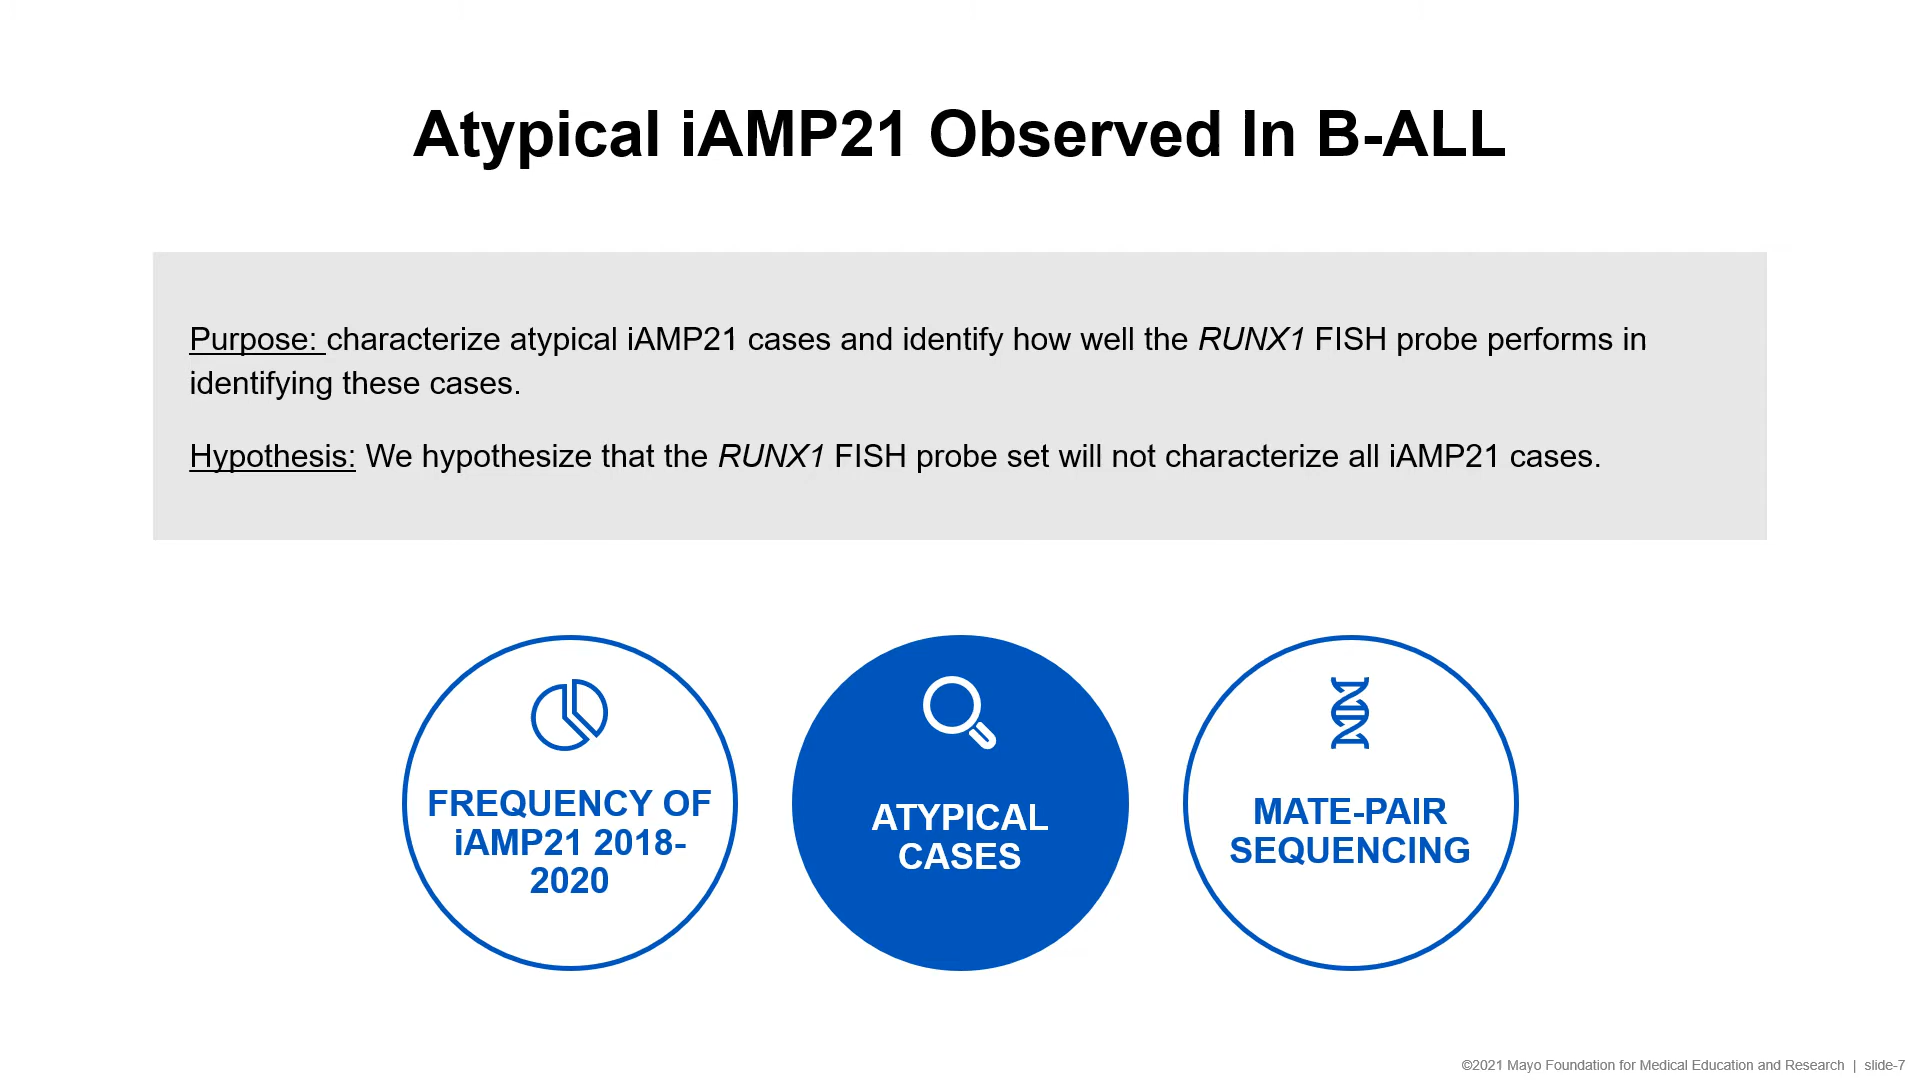 Atypical iAMP21 Observed In B-ALL
Purpose: characterize atypical iAMP21 cases and identify how well the RUNX1 FISH probe performs in
identifying these cases.
Hypothesis: We hypothesize that the RUNX1 FISH probe set will not characterize all iAMP21 cases.
FREQUENCY OF
iAMP21 2018-
2020
ATYPICAL
CASES
MATE-PAIR
SEQUENCING
©2021 Mayo Foundation for Medical Education and Research | slide-7